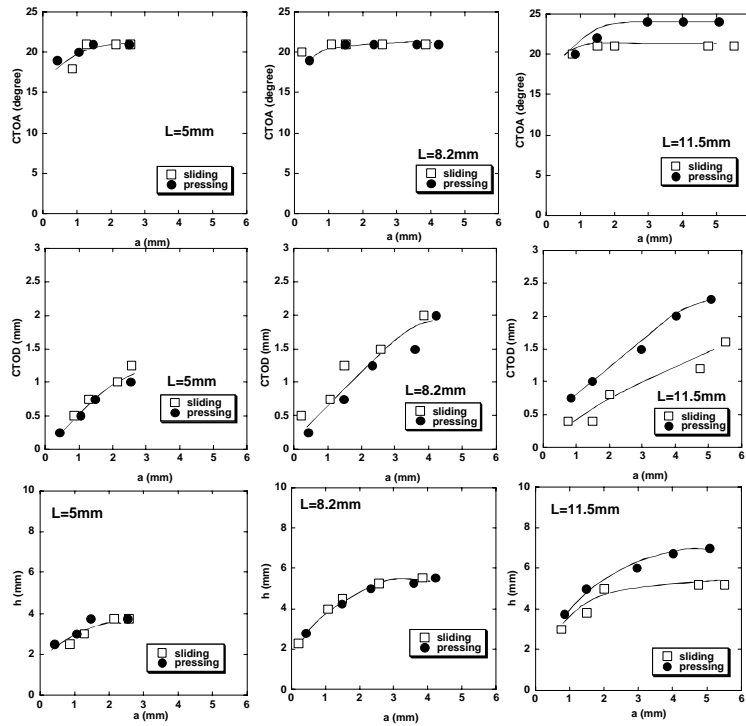 25
20
15
10
5
0
CTOA (degree)
L=5mm
sliding
pressing
0 1 2 3 4 5 6
a (mm)
25
20
15
10
5
0
CTOA (degree)
L=8.2mm
sliding
pressing
0 1 2 3 4 5 6
a (mm)
25
20
15
10
5
0
CTOA (degree)
L=11.5mm
sliding
pressing
0 1 2 3 4 5 6
a (mm)
3
2.5
2
1.5
1
0.5
0
CTOD (mm)
L=5mm
sliding
pressing
0 1 2 3 4 5 6
a (mm)
3
2.5
2
1.5
1
0.5
0
CTOD (mm)
L=8.2mm
sliding
pressing
0 1 2 3 4 5 6
a (mm)
3
2.5
2
1.5
1
0.5
0
CTOD (mm)
L=11.5mm
sliding
pressing
0 1 2 3 4 5 6
a (mm)
10
8
6
4
2
0
h (mm)
L=5mm
sliding
pressing
0 1 2 3 4 5 6
a (mm)
10
8
6
4
2
0
h (mm)
L=8.2mm
sliding
pressing
0 1 2 3 4 5 6
a (mm)
10
8
6
4
2
0
h (mm)
L=11.5mm
sliding
pressing
0 1 2 3 4 5 6
a (mm)